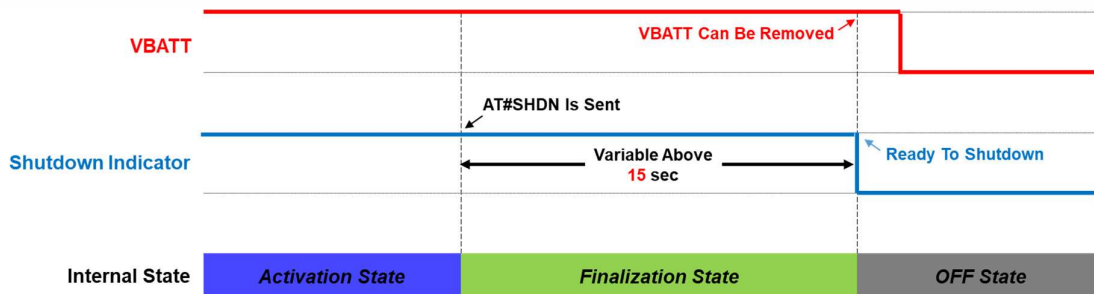 VBATT
VBATT Can Be Removed
AT#SHDN Is Sent
Shutdown Indicator
Variable Above
15 sec
Ready To Shutdown
Internal State
Activation State
Finalization State
OFF State